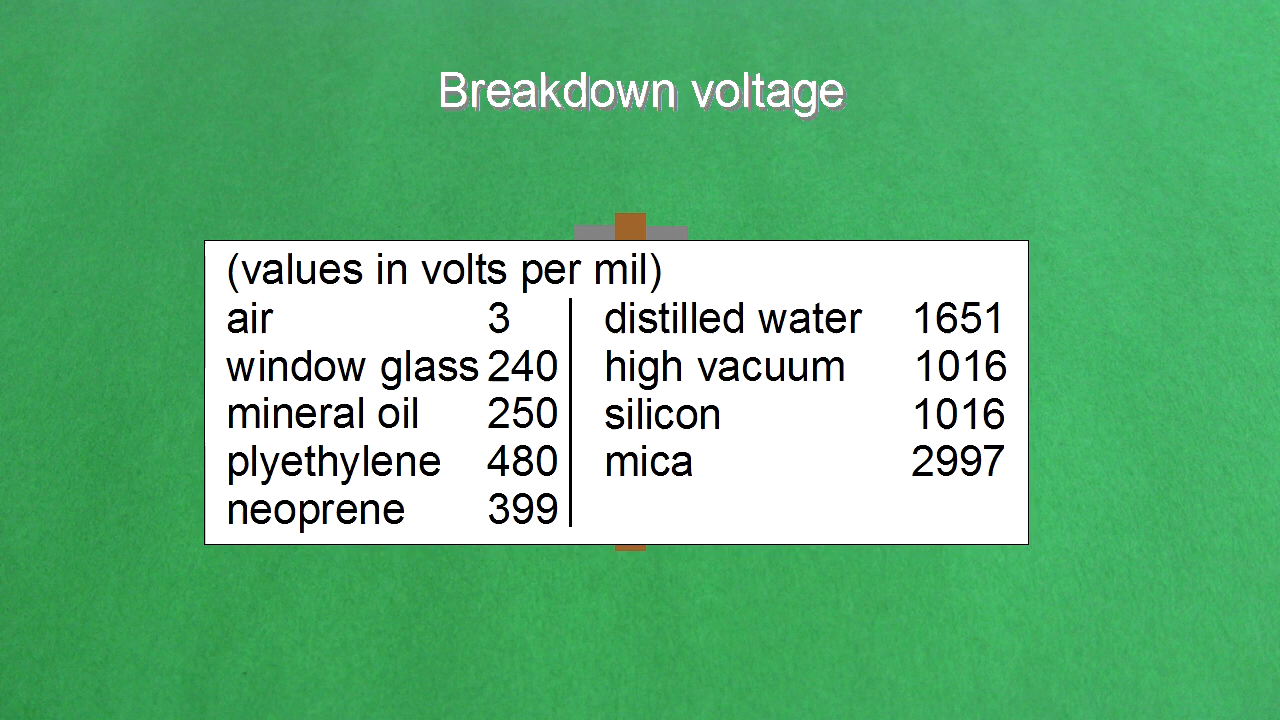 Breakdown voltage
(values in volts per mil)
air 3
window glass 240
mineral oil 250
plyethylene 480
neoprene 399
distilled water 1651
high vacuum 1016
silicon 1016
mica 2997